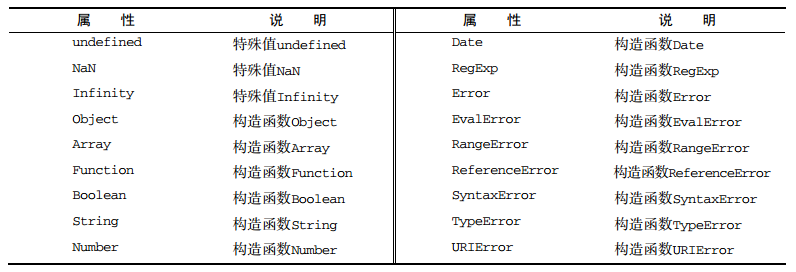 属 性 说 明 属 性 说 明
undefined 特殊值undefined Date 构造函数Date
NaN 特殊值NaN RegExp 构造函数RegExp
Infinity 特殊值Infinity Error 构造函数Error
Object 构造函数Object EvalError 构造函数EvalError
Array 构造函数Array RangeError 构造函数RangeError
Function 构造函数Function ReferenceError 构造函数ReferenceError
Boolean 构造函数Boolean SyntaxError 构造函数SyntaxError
String 构造函数String TypeError 构造函数TypeError
Number 构造函数Number URIError 构造函数URIError